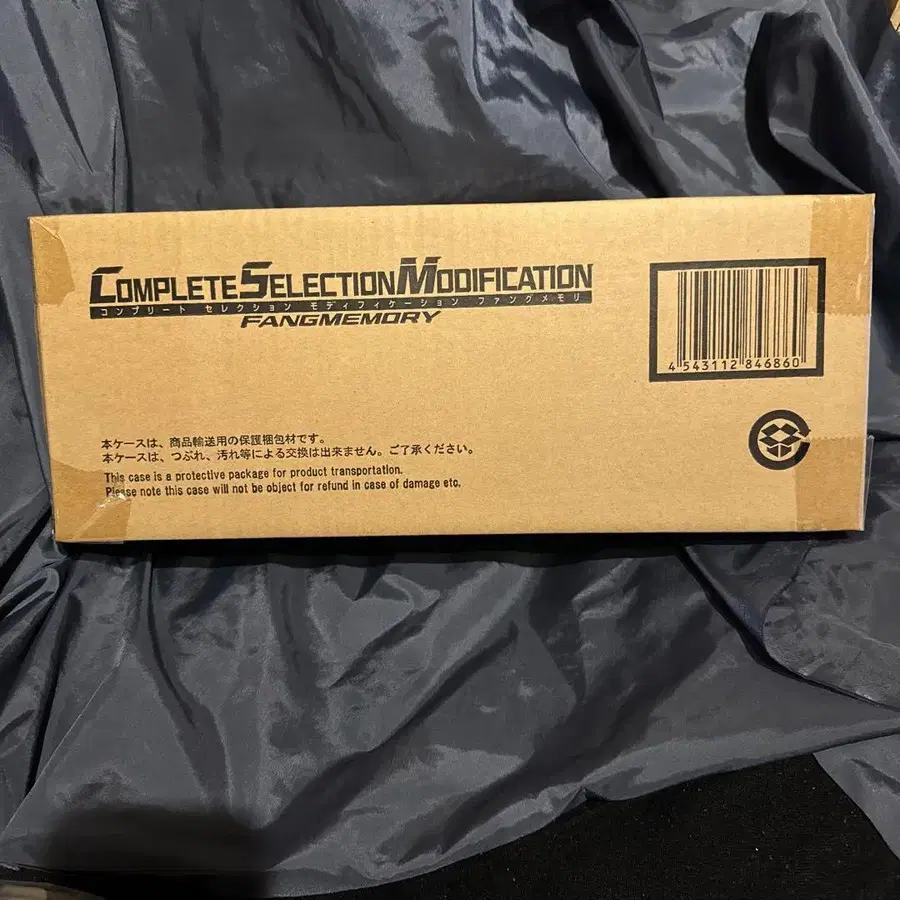 COMPLETE SELECTION MODIFICATION
コンプリート セレクション モディフィケーション ファングメモリ
FANGMEMORY
4 543112 846860
本ケースは、商品輸送用の保護梱包材です。
本ケースは、つぶれ、汚れ等による交換は出来ません。ご了承ください。
This case is a protective package for product transportation.
Please note this case will not be object for refund in case of damage etc.